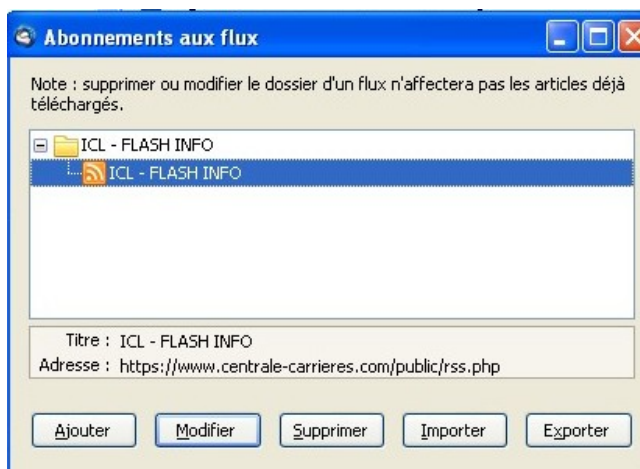 Abonnements aux flux
Note : supprimer ou modifier le dossier d'un flux n'affectera pas les articles déjà
téléchargés.
ICL - FLASH INFO
ICL - FLASH INFO
Titre : ICL - FLASH INFO
Adresse : https://www.centrale-carrieres.com/public/rss.php
Ajouter Modifier Supprimer Importer Exporter